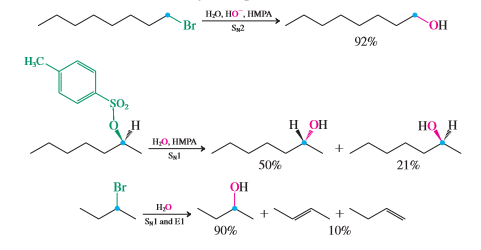 H₂O, HO⁻, HMPA
Br
Sₙ2
OH
92%
H₃C
SO₂
O
H
H₂O, HMPA
Sₙ1
H
OH
50%
+
HO
H
21%
Br
H₂O
Sₙ1 and E1
OH
90%
+
+
10%